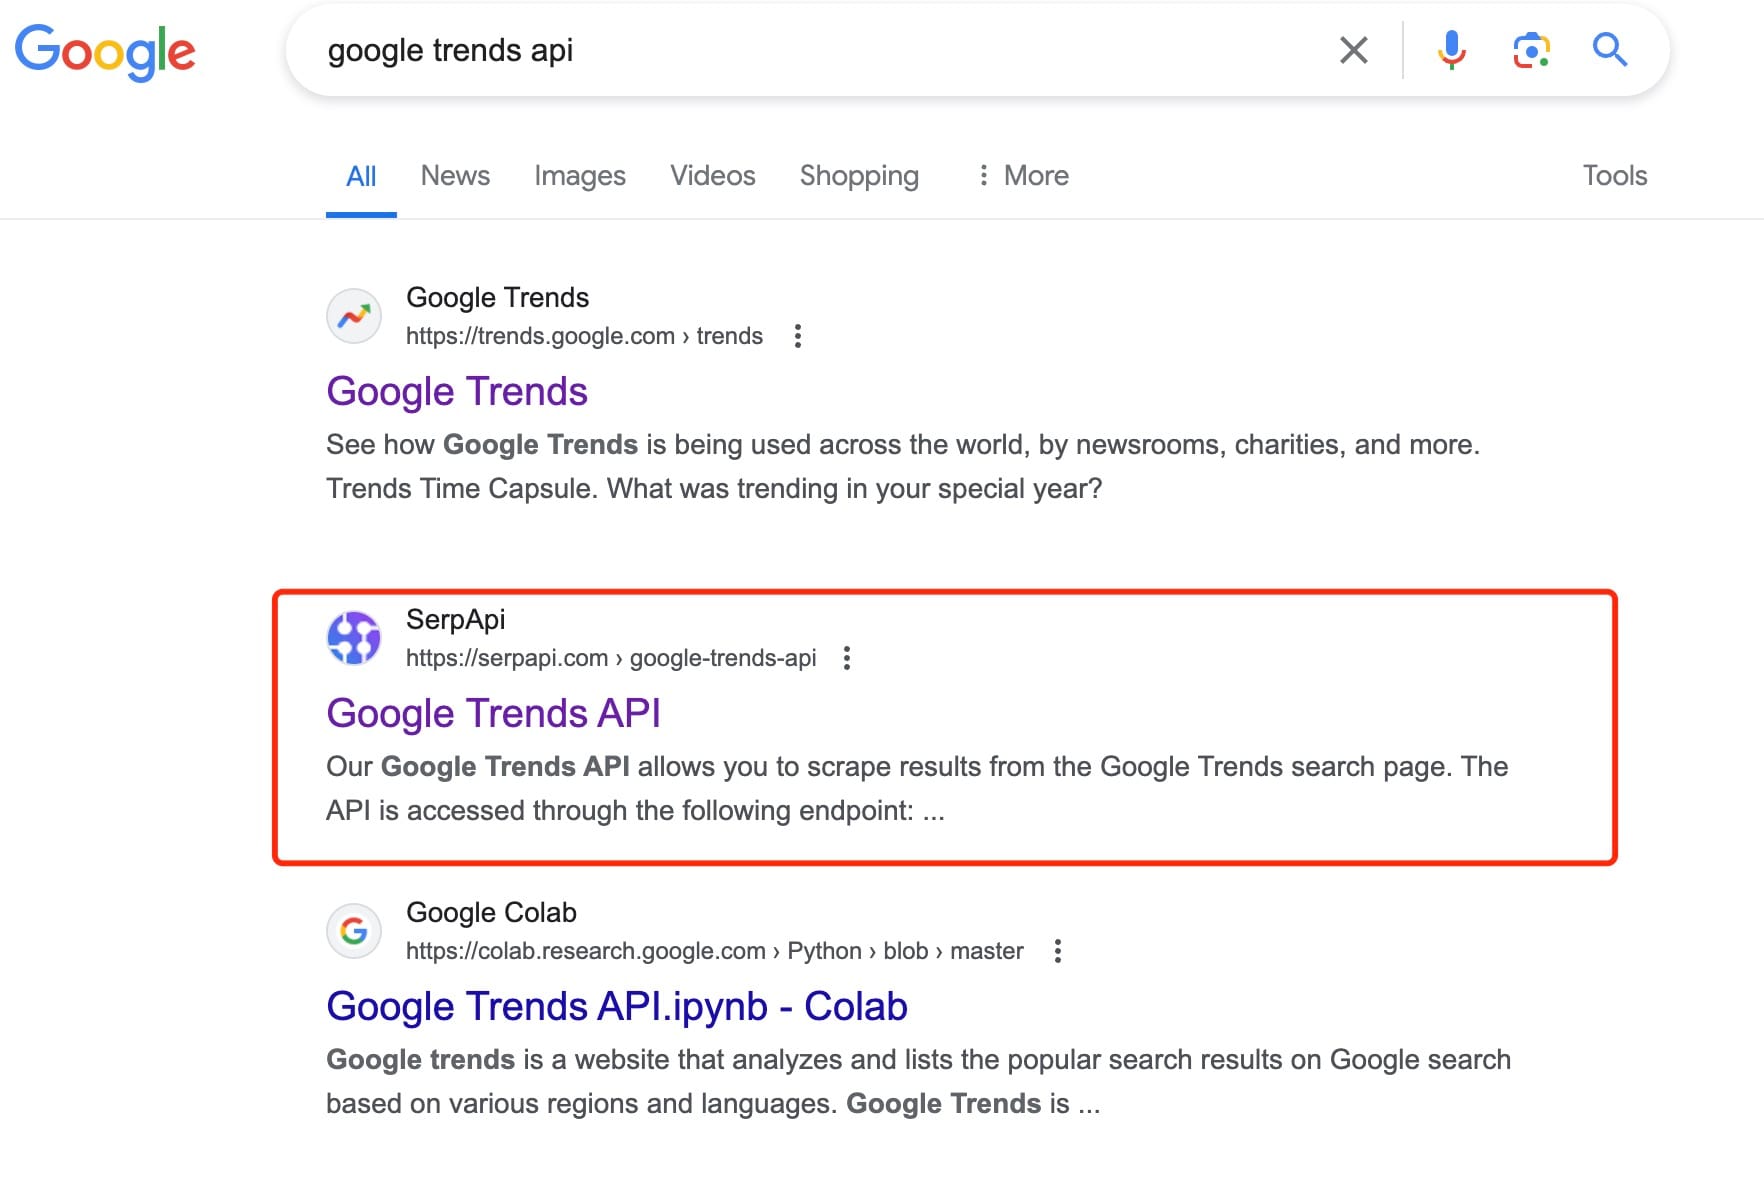 Google
google trends api
All News Images Videos Shopping More Tools
Google Trends
https://trends.google.com › trends
Google Trends
See how Google Trends is being used across the world, by newsrooms, charities, and more.
Trends Time Capsule. What was trending in your special year?
SerpApi
https://serpapi.com › google-trends-api
Google Trends API
Our Google Trends API allows you to scrape results from the Google Trends search page. The
API is accessed through the following endpoint: ...
Google Colab
https://colab.research.google.com › Python › blob › master
Google Trends API.ipynb - Colab
Google trends is a website that analyzes and lists the popular search results on Google search
based on various regions and languages. Google Trends is ...